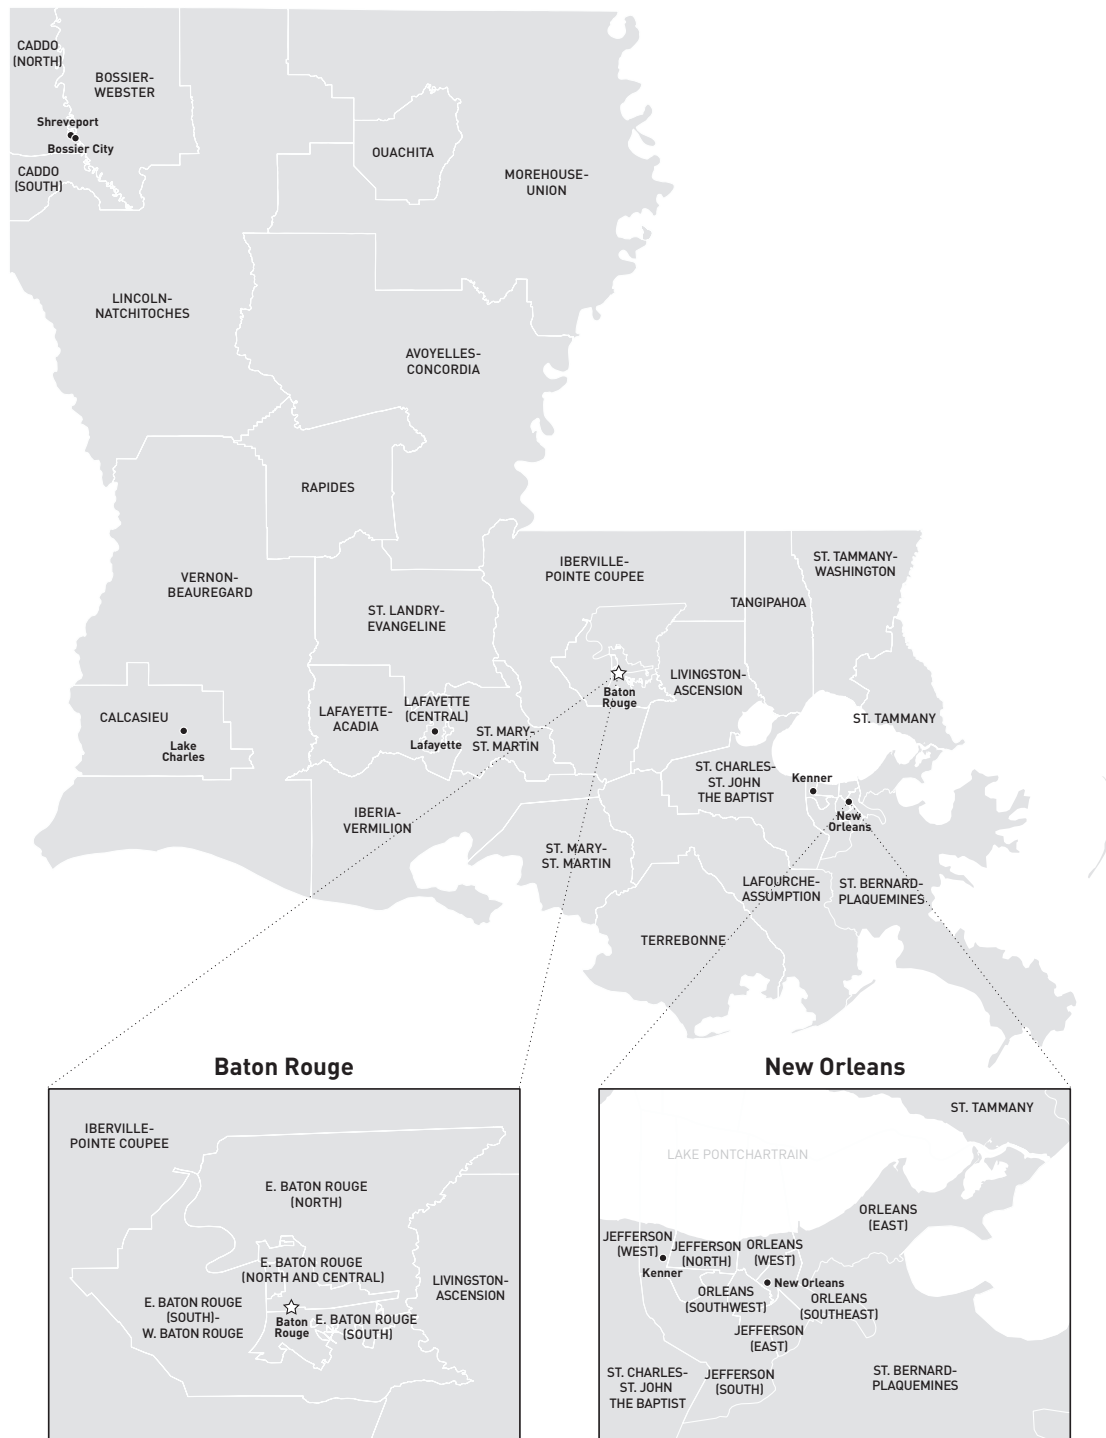 CADDO
(NORTH)
BOSSIER-
WEBSTER
Shreveport
Bossier City
CADDO
(SOUTH)
OUACHITA
MOREHOUSE-
UNION
LINCOLN-
NATCHITOCHES
AVOYELLES-
CONCORDIA
RAPIDES
VERNON-
BEAUREGARD
ST. LANDRY-
EVANGELINE
IBERVILLE-
POINTE COUPEE
TANGIPAHOA
ST. TAMMANY-
WASHINGTON
Baton
Rouge
LIVINGSTON-
ASCENSION
CALCASIEU
Lake
Charles
LAFAYETTE-
ACADIA
LAFAYETTE
(CENTRAL)
Lafayette
ST. MARY-
ST. MARTIN
ST. TAMMANY
ST. CHARLES-
ST. JOHN
THE BAPTIST
Kenner
New
Orleans
IBERIA-
VERMILION
ST. MARY-
ST. MARTIN
LAFOURCHE-
ASSUMPTION
ST. BERNARD-
PLAQUEMINES
TERREBONNE
Baton Rouge
IBERVILLE-
POINTE COUPEE
E. BATON ROUGE
(NORTH)
E. BATON ROUGE
(NORTH AND CENTRAL)
LIVINGSTON-
ASCENSION
E. BATON ROUGE
(SOUTH)-
W. BATON ROUGE
Baton
Rouge
E. BATON ROUGE
(SOUTH)
New Orleans
ST. TAMMANY
LAKE PONTCHARTRAIN
ORLEANS
(EAST)
JEFFERSON
(WEST)
Kenner
JEFFERSON
(NORTH)
ORLEANS
(WEST)
New Orleans
ORLEANS
(SOUTHWEST)
ORLEANS
(SOUTHEAST)
JEFFERSON
(EAST)
ST. CHARLES-
ST. JOHN
THE BAPTIST
JEFFERSON
(SOUTH)
ST. BERNARD-
PLAQUEMINES